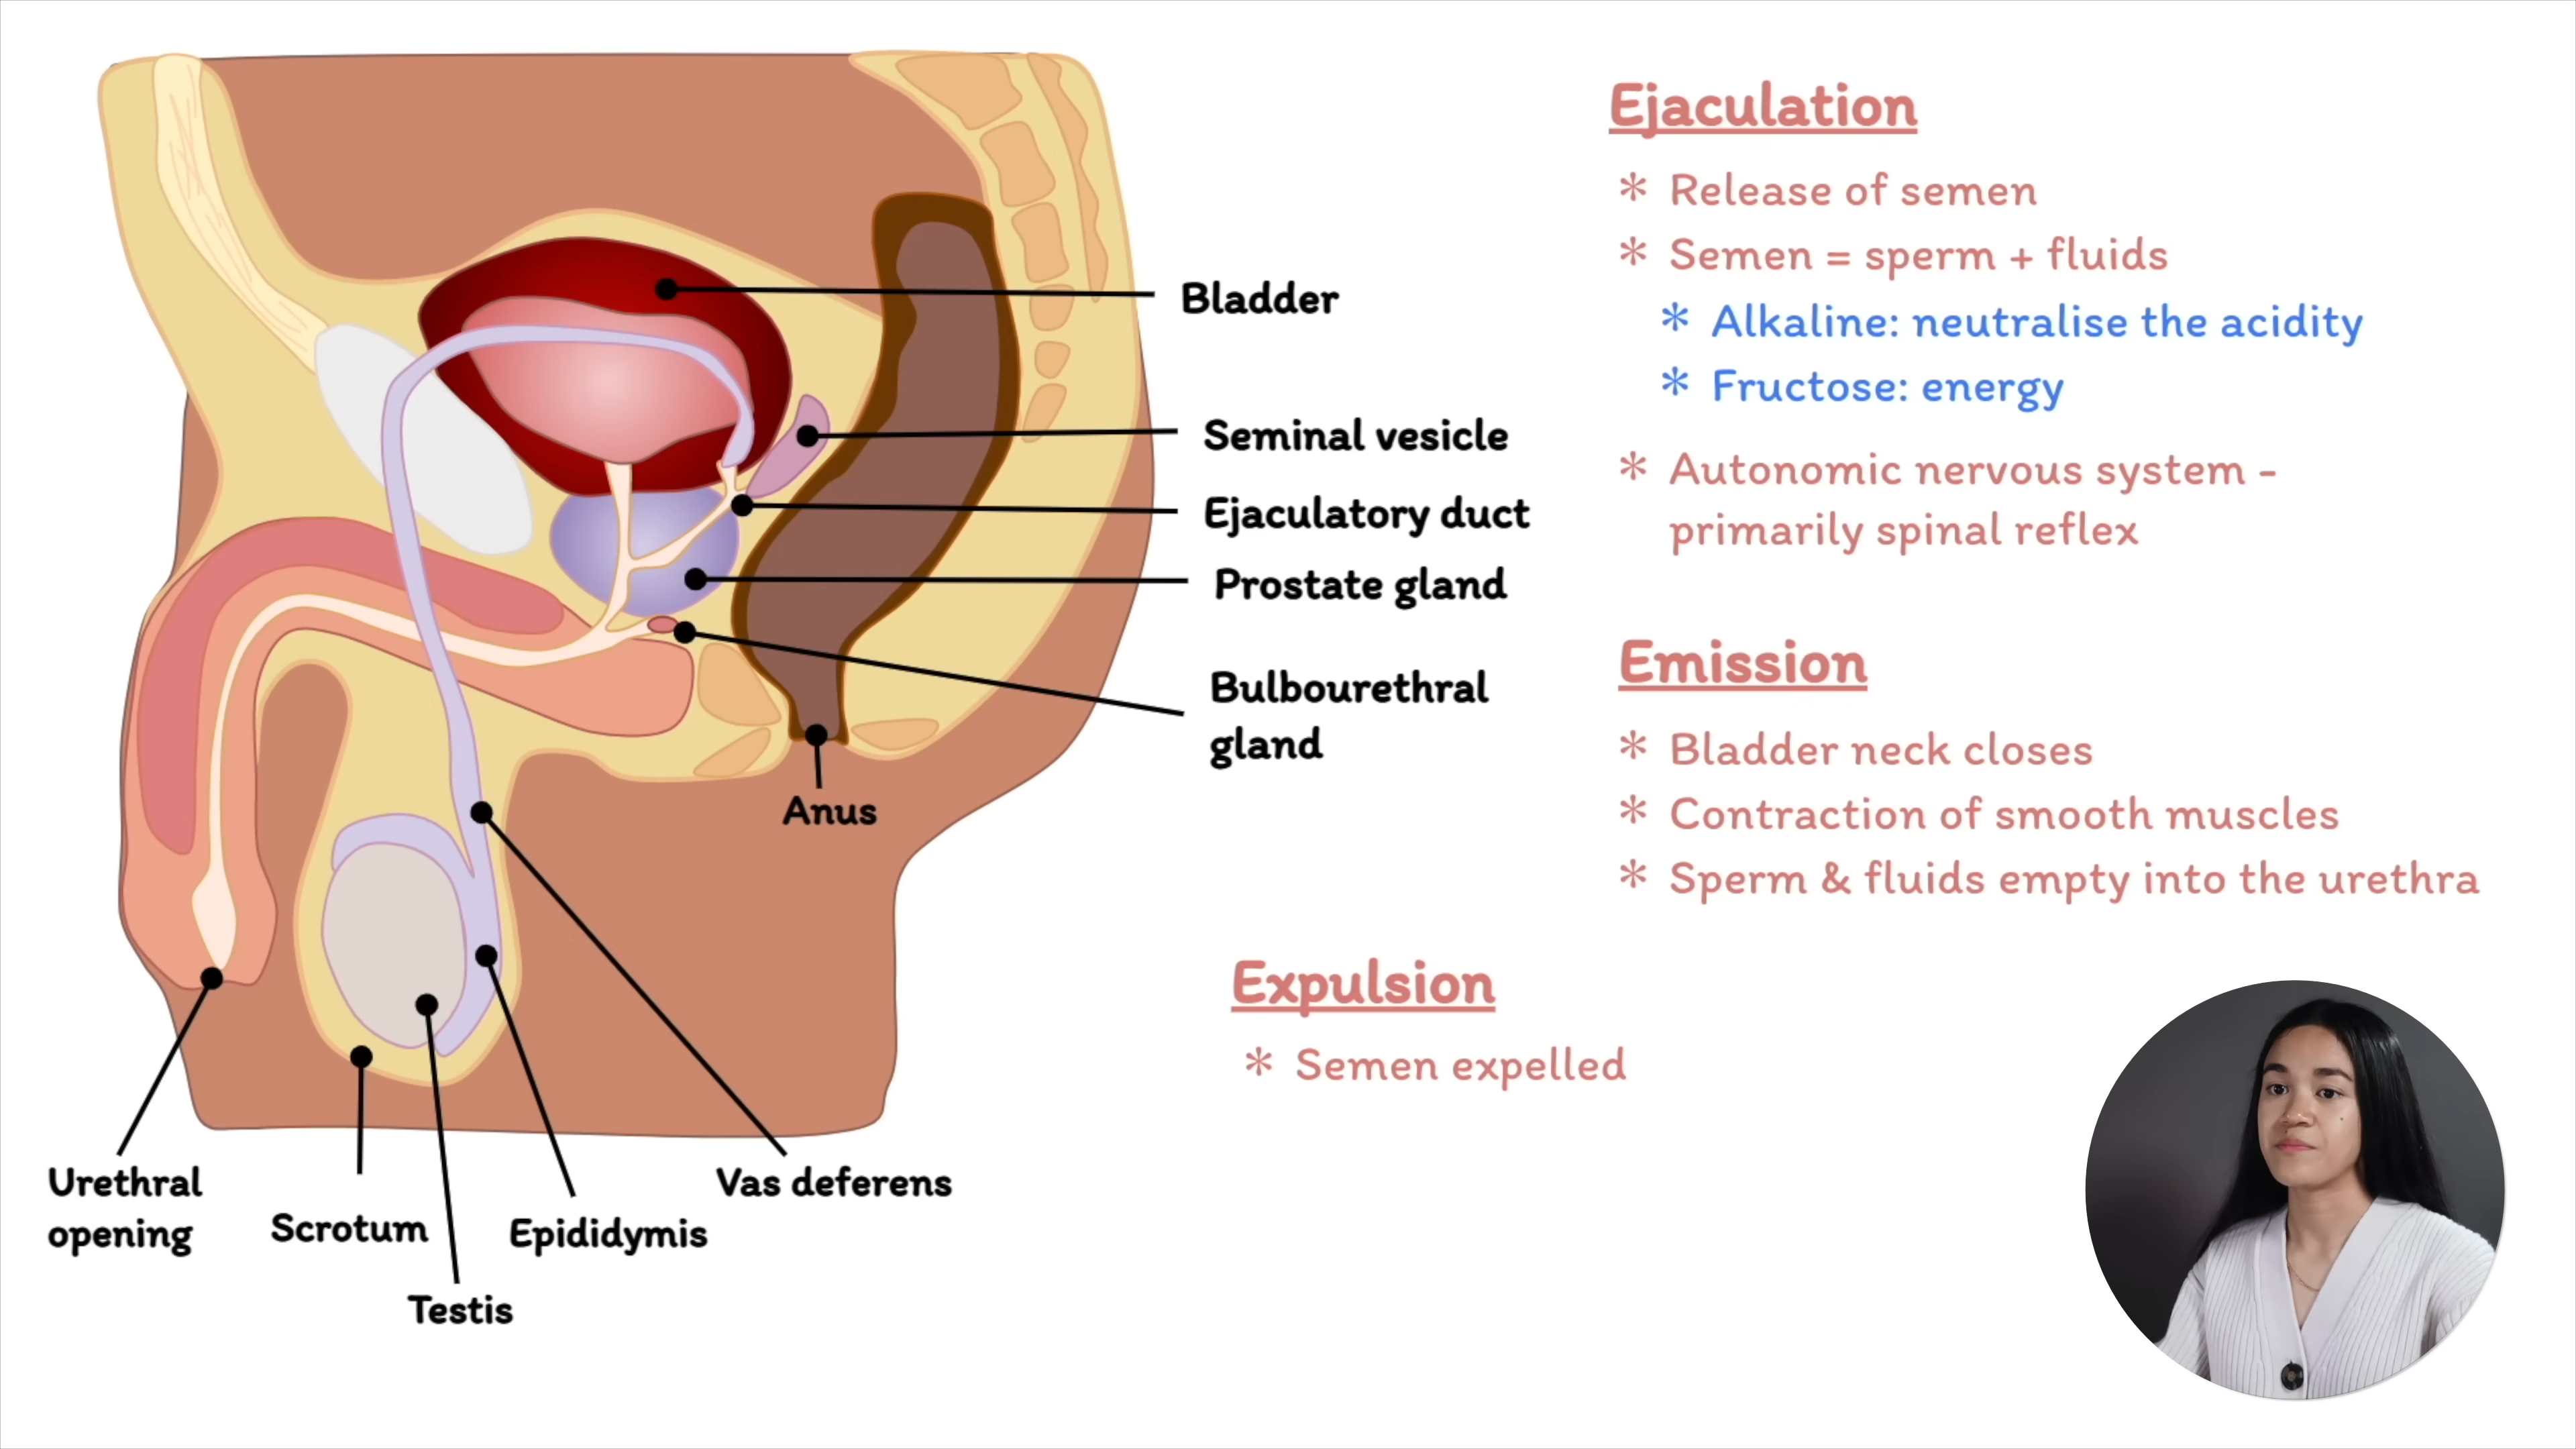 Bladder
Seminal vesicle
Ejaculatory duct
Prostate gland
Bulbourethral
gland
Anus
Urethral
opening
Scrotum
Testis
Epididymis
Vas deferens
Ejaculation
* Release of semen
* Semen = sperm + fluids
* Alkaline: neutralise the acidity
* Fructose: energy
* Autonomic nervous system -
primarily spinal reflex
Emission
* Bladder neck closes
* Contraction of smooth muscles
* Sperm & fluids empty into the urethra
Expulsion
* Semen expelled